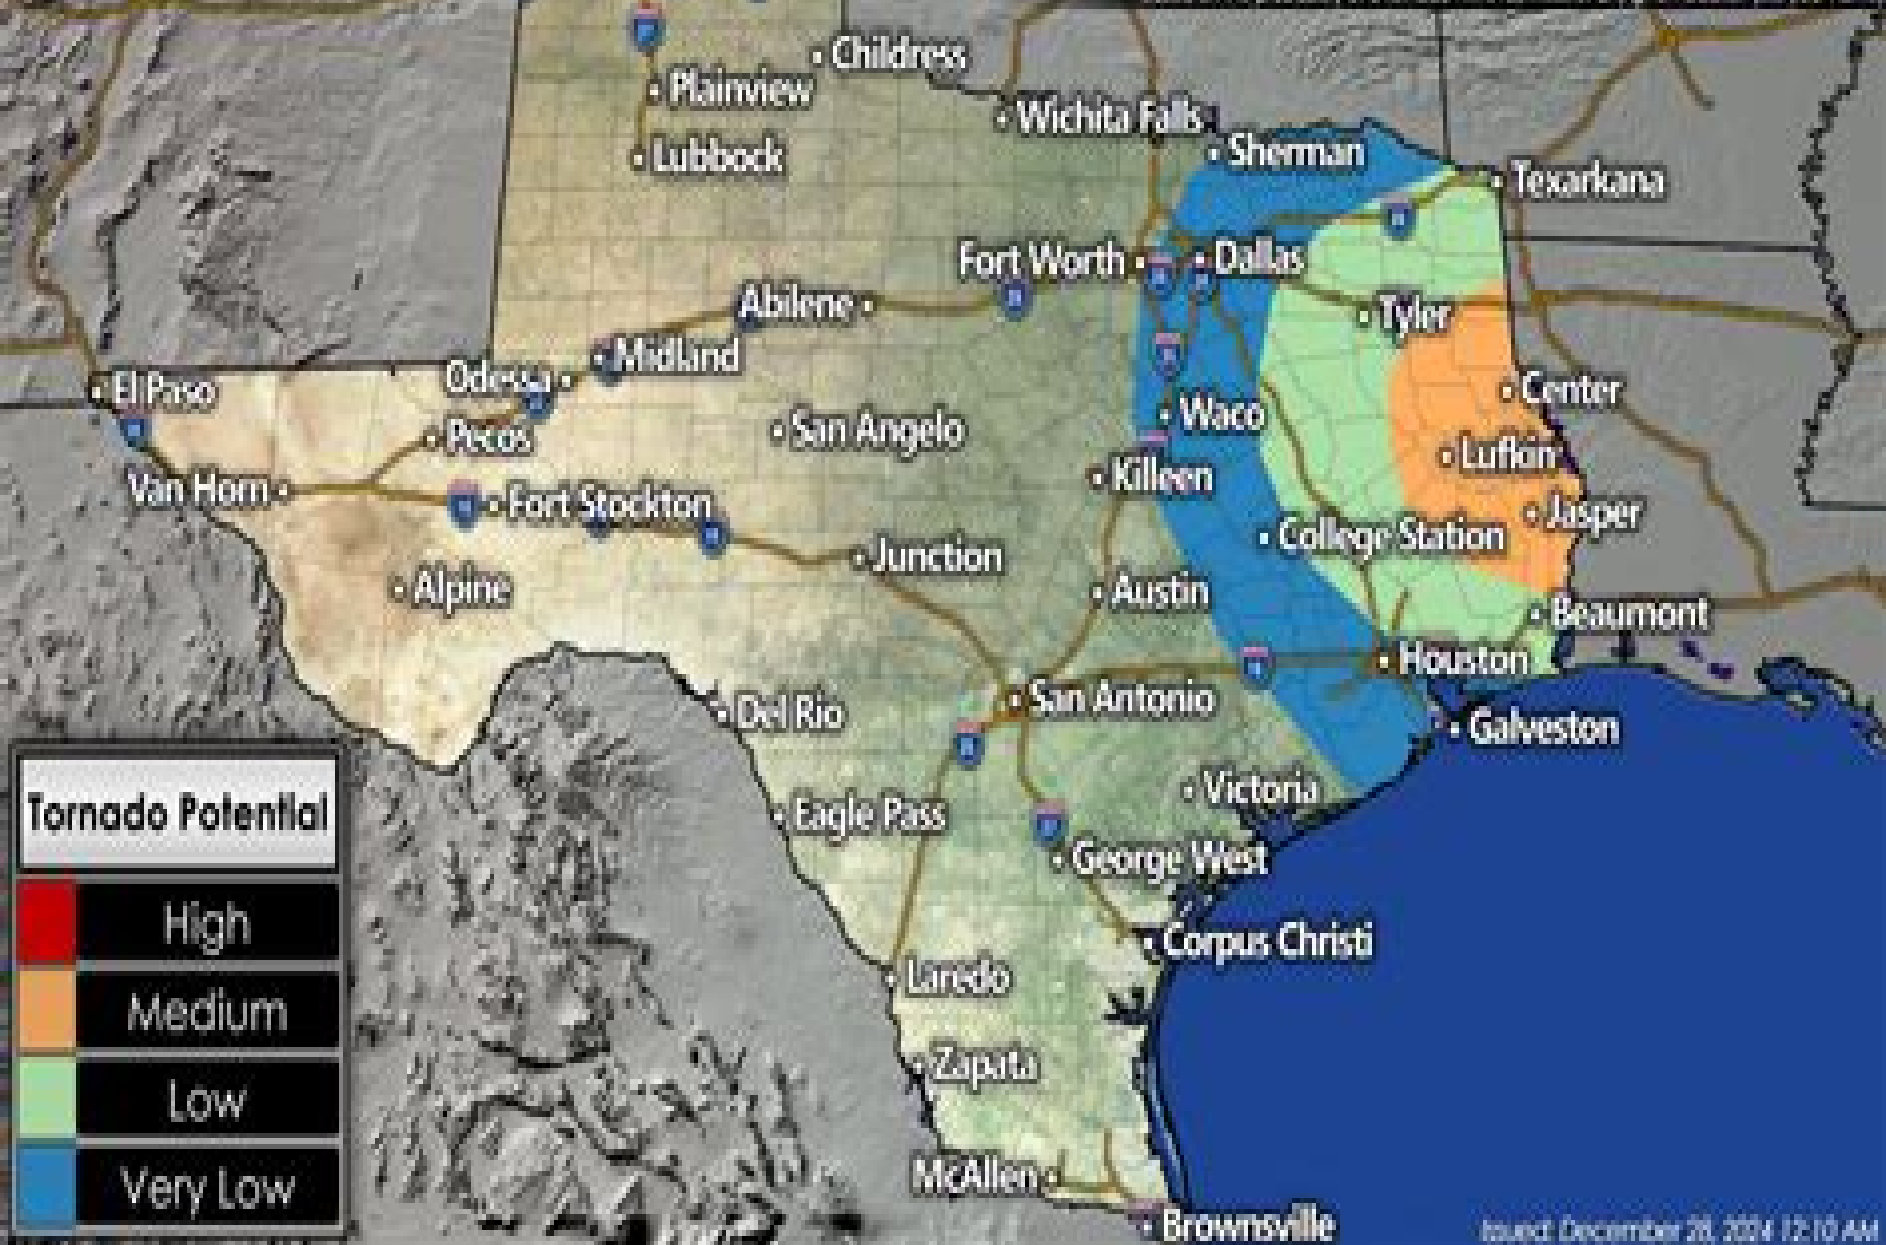 Childress
Plainview
Wichita Falls
Lubbock
Sherman
Texarkana
Fort Worth
Dallas
Abilene
Tyler
Midland
Odessa
El Paso
Center
Pecos
San Angelo
Waco
Lufkin
Killeen
Van Horn
Fort Stockton
Jasper
College Station
Junction
Alpine
Austin
Beaumont
Houston
Del Rio
San Antonio
Galveston
Victoria
Eagle Pass
George West
Corpus Christi
Laredo
Zapata
McAllen
Brownsville
Tornado Potential
High
Medium
Low
Very Low
Issued: December 28, 2024 12:10 AM